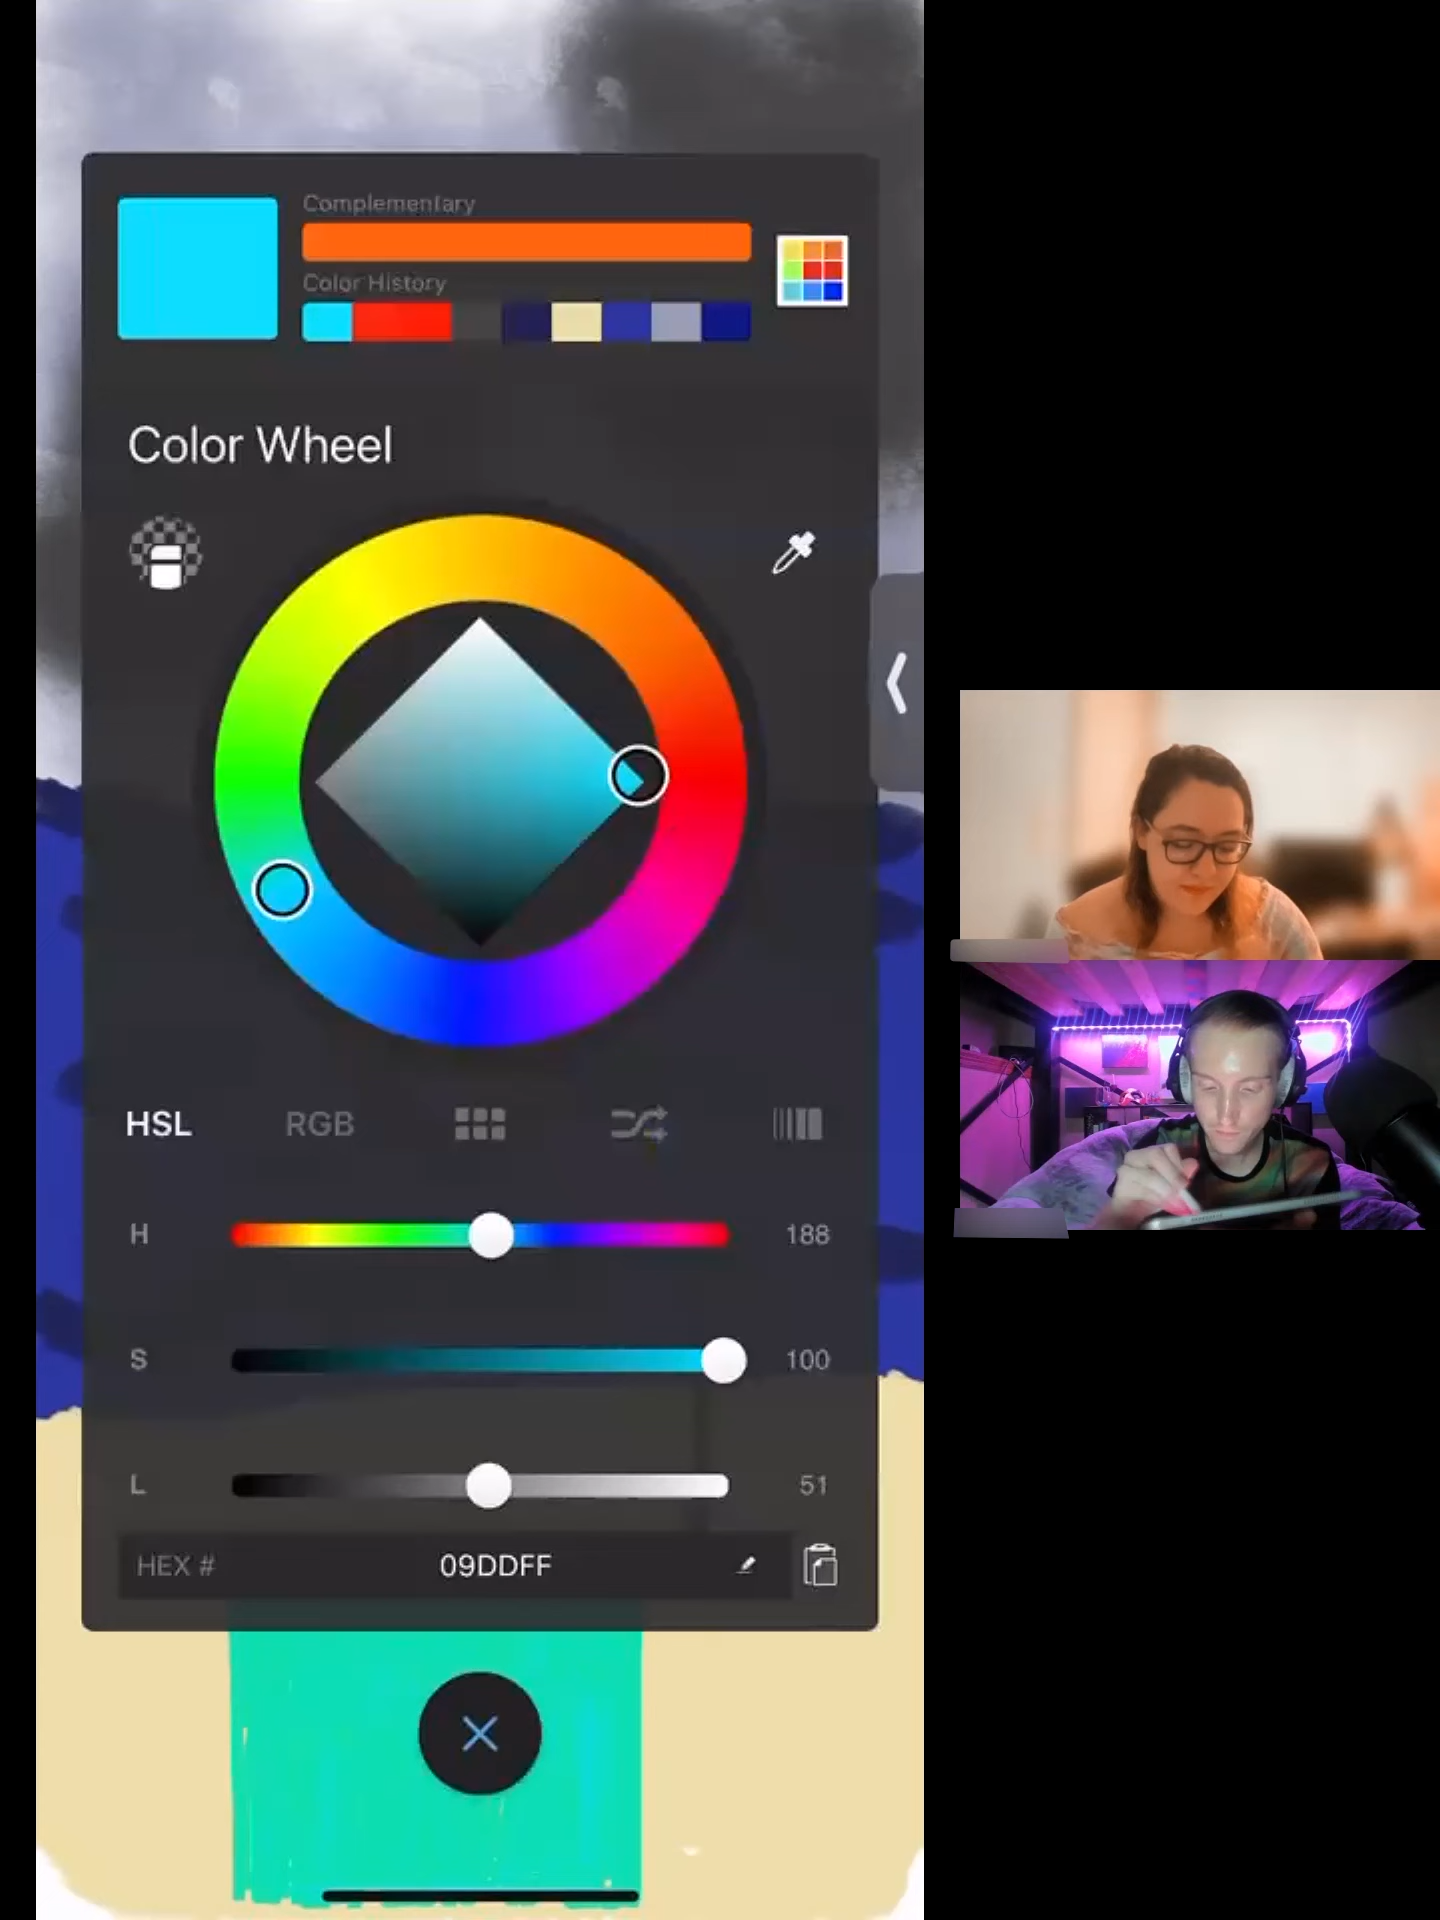 Complementary
Color History
Color Wheel
HSL RGB
H 188
S 100
L 51
HEX # 09DDFF